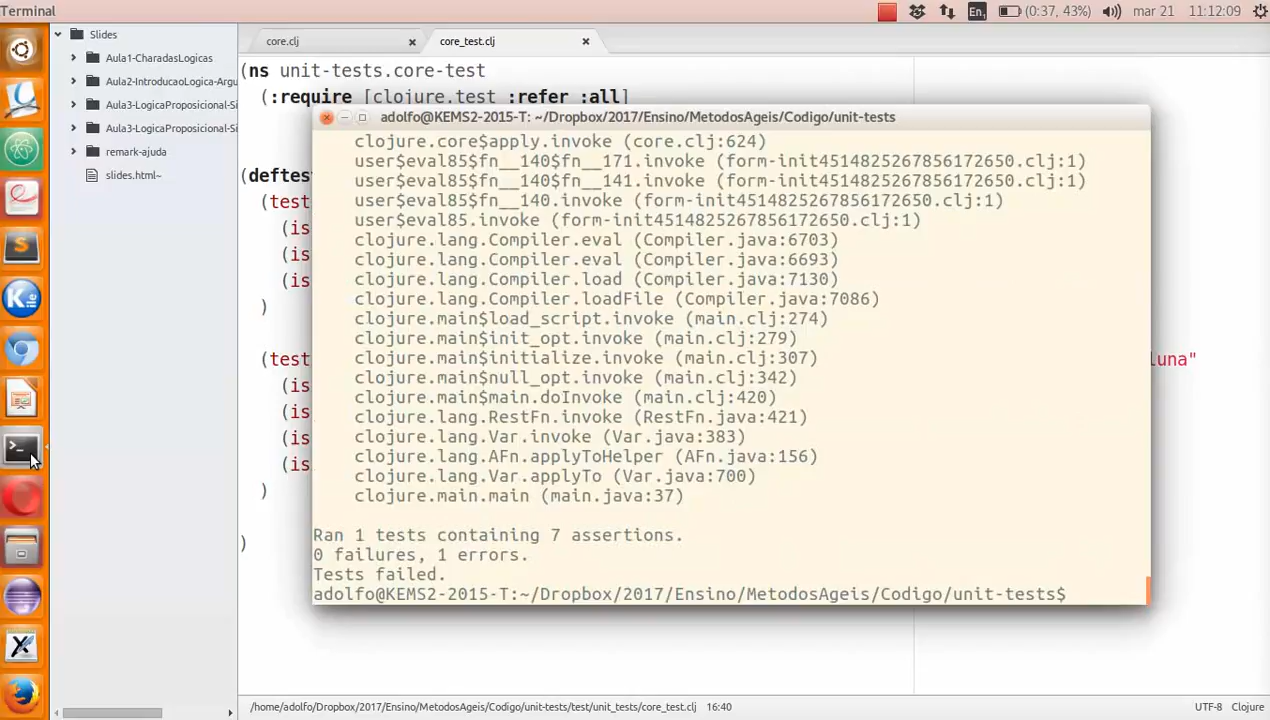 Terminal
En₁
(0:37, 43%)
mar 21
11:12:09
Slides
Aula1-CharadasLogicas
Aula2-IntroducaoLogica-Argu
Aula3-LogicaProposicional-Si
Aula3-LogicaProposicional-Si
remark-ajuda
slides.html~
core.clj
core_test.clj
(ns unit-tests.core-test
(:require [clojure.test :refer :all]
(deftes
(test
(is
(is
(is
)
(test
luna"
(is
(is
(is
(is
)
)
adolfo@KEMS2-2015-T: ~/Dropbox/2017/Ensino/MetodosAgeis/Codigo/unit-tests
clojure.core$apply.invoke (core.clj:624)
user$eval85$fn__140$fn__171.invoke (form-init4514825267856172650.clj:1)
user$eval85$fn__140$fn__141.invoke (form-init4514825267856172650.clj:1)
user$eval85$fn__140.invoke (form-init4514825267856172650.clj:1)
user$eval85.invoke (form-init4514825267856172650.clj:1)
clojure.lang.Compiler.eval (Compiler.java:6703)
clojure.lang.Compiler.eval (Compiler.java:6693)
clojure.lang.Compiler.load (Compiler.java:7130)
clojure.lang.Compiler.loadFile (Compiler.java:7086)
clojure.main$load_script.invoke (main.clj:274)
clojure.main$init_opt.invoke (main.clj:279)
clojure.main$initialize.invoke (main.clj:307)
clojure.main$null_opt.invoke (main.clj:342)
clojure.main$main.doInvoke (main.clj:420)
clojure.lang.RestFn.invoke (RestFn.java:421)
clojure.lang.Var.invoke (Var.java:383)
clojure.lang.AFn.applyToHelper (AFn.java:156)
clojure.lang.Var.applyTo (Var.java:700)
clojure.main.main (main.java:37)
Ran 1 tests containing 7 assertions.
0 failures, 1 errors.
Tests failed.
adolfo@KEMS2-2015-T:~/Dropbox/2017/Ensino/MetodosAgeis/Codigo/unit-tests$
/home/adolfo/Dropbox/2017/Ensino/MetodosAgeis/Codigo/unit-tests/test/unit_tests/core_test.clj
16:40
UTF-8
Clojure